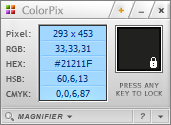 ColorPix
Pixel: 293 x 453
RGB: 33,33,31
HEX: #21211F
HSB: 60,6,13
CMYK: 0,0,6,87
PRESS ANY
KEY TO LOCK
MAGNIFIER